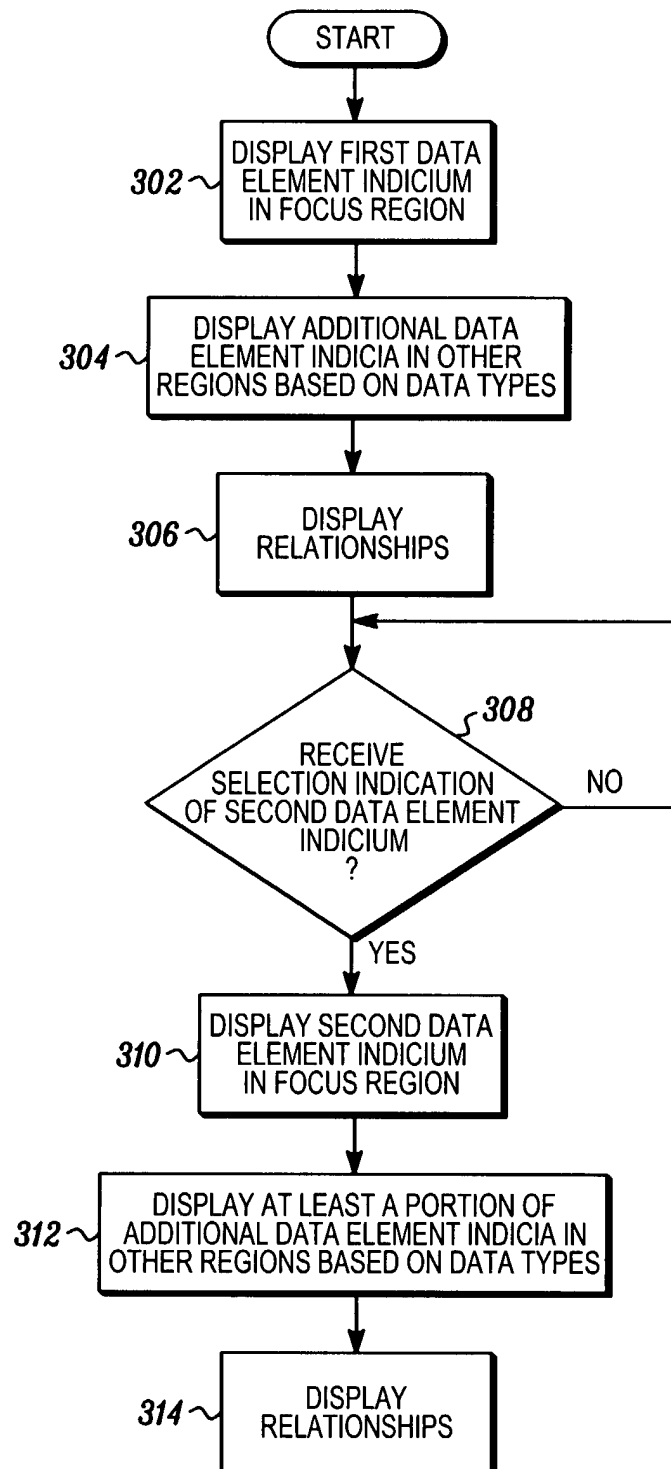 START
302
DISPLAY FIRST DATA
ELEMENT INDICIUM
IN FOCUS REGION
304
DISPLAY ADDITIONAL DATA
ELEMENT INDICIA IN OTHER
REGIONS BASED ON DATA TYPES
306
DISPLAY
RELATIONSHIPS
308
RECEIVE
SELECTION INDICATION
OF SECOND DATA ELEMENT
INDICIUM
?
NO
YES
310
DISPLAY SECOND DATA
ELEMENT INDICIUM
IN FOCUS REGION
312
DISPLAY AT LEAST A PORTION OF
ADDITIONAL DATA ELEMENT INDICIA IN
OTHER REGIONS BASED ON DATA TYPES
314
DISPLAY
RELATIONSHIPS